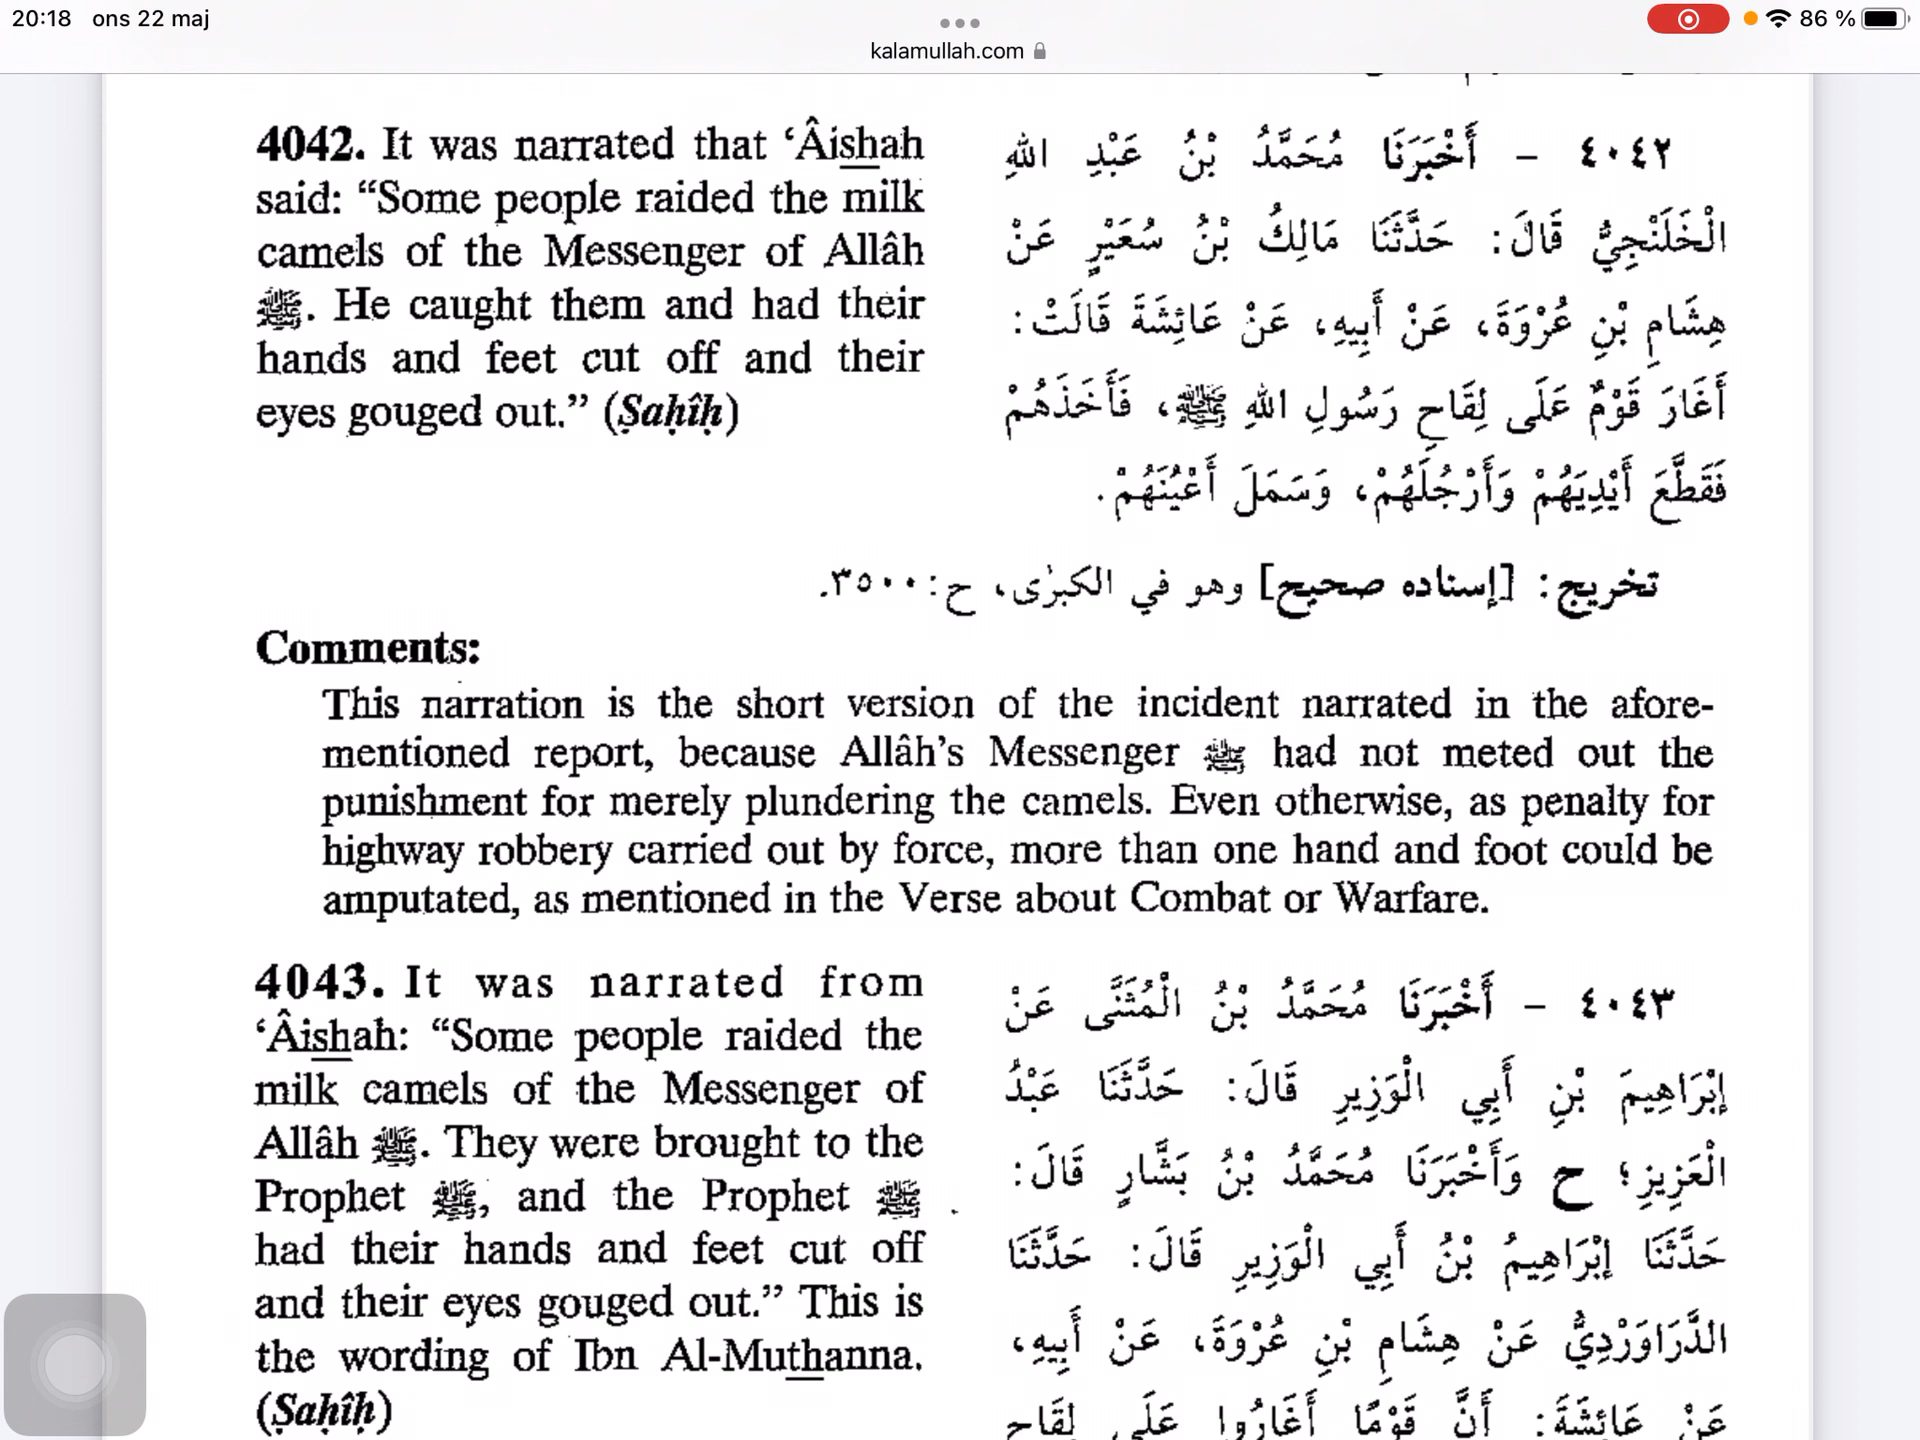 20:18 ons 22 maj
86 %
kalamullah.com
4042. It was narrated that ‘Âishah
said: “Some people raided the milk
camels of the Messenger of Allâh
ﷺ. He caught them and had their
hands and feet cut off and their
eyes gouged out.” (Ṣaḥîḥ)
٤٠٤٢ – أَخْبَرَنَا مُحَمَّدُ بْنُ عَبْدِ اللهِ
الْخَلَنْجِيُّ قَالَ: حَدَّثَنَا مَالِكُ بْنُ سُعَيْرٍ عَنْ
هِشَامِ بْنِ عُرْوَةَ، عَنْ أَبِيهِ، عَنْ عَائِشَةَ قَالَتْ:
أَغَارَ قَوْمٌ عَلَى لِقَاحِ رَسُولِ اللهِ ﷺ، فَأَخَذَهُمْ
فَقَطَّعَ أَيْدِيَهُمْ وَأَرْجُلَهُمْ، وَسَمَلَ أَعْيُنَهُمْ.
تخريج: [إسناده صحيح] وهو في الكبرٰى، ح:٣٥٠٠.
Comments:
This narration is the short version of the incident narrated in the afore-
mentioned report, because Allâh’s Messenger ﷺ had not meted out the
punishment for merely plundering the camels. Even otherwise, as penalty for
highway robbery carried out by force, more than one hand and foot could be
amputated, as mentioned in the Verse about Combat or Warfare.
4043. It was narrated from
‘Âishah: “Some people raided the
milk camels of the Messenger of
Allâh ﷺ. They were brought to the
Prophet ﷺ, and the Prophet ﷺ
had their hands and feet cut off
and their eyes gouged out.” This is
the wording of Ibn Al-Muthanna.
(Ṣaḥîḥ)
٤٠٤٣ – أَخْبَرَنَا مُحَمَّدُ بْنُ الْمُثَنَّى عَنْ
إِبْرَاهِيمَ بْنِ أَبِي الْوَزِيرِ قَالَ: حَدَّثَنَا عَبْدُ
الْعَزِيزِ؛ ح وَأَخْبَرَنَا مُحَمَّدُ بْنُ بَشَّارٍ قَالَ:
حَدَّثَنَا إِبْرَاهِيمُ بْنُ أَبِي الْوَزِيرِ قَالَ: حَدَّثَنَا
الدَّرَاوَرْدِيُّ عَنْ هِشَامِ بْنِ عُرْوَةَ، عَنْ أَبِيهِ،
عَنْ عَائِشَةَ: أَنَّ قَوْمًا أَغَارُوا عَلَى لِقَاحِ